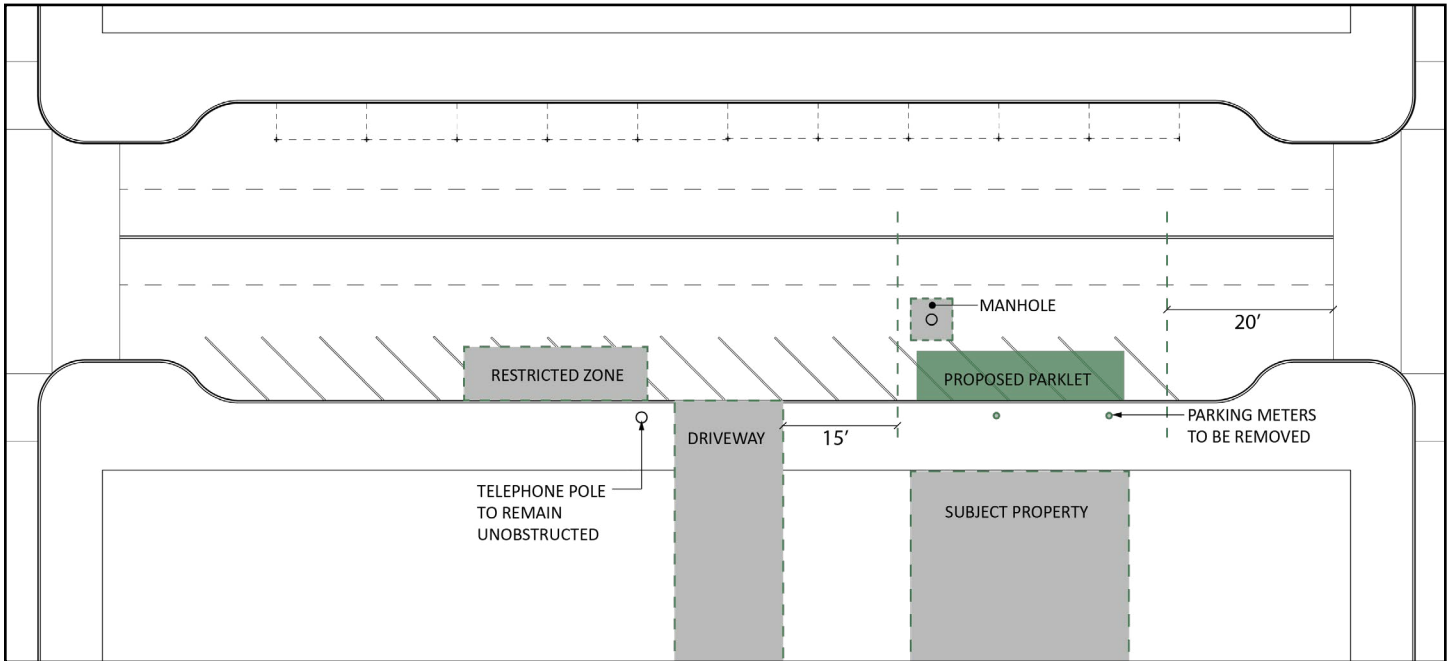 MANHOLE
20’
RESTRICTED ZONE
PROPOSED PARKLET
PARKING METERS
TO BE REMOVED
DRIVEWAY
15’
TELEPHONE POLE
TO REMAIN
UNOBSTRUCTED
SUBJECT PROPERTY